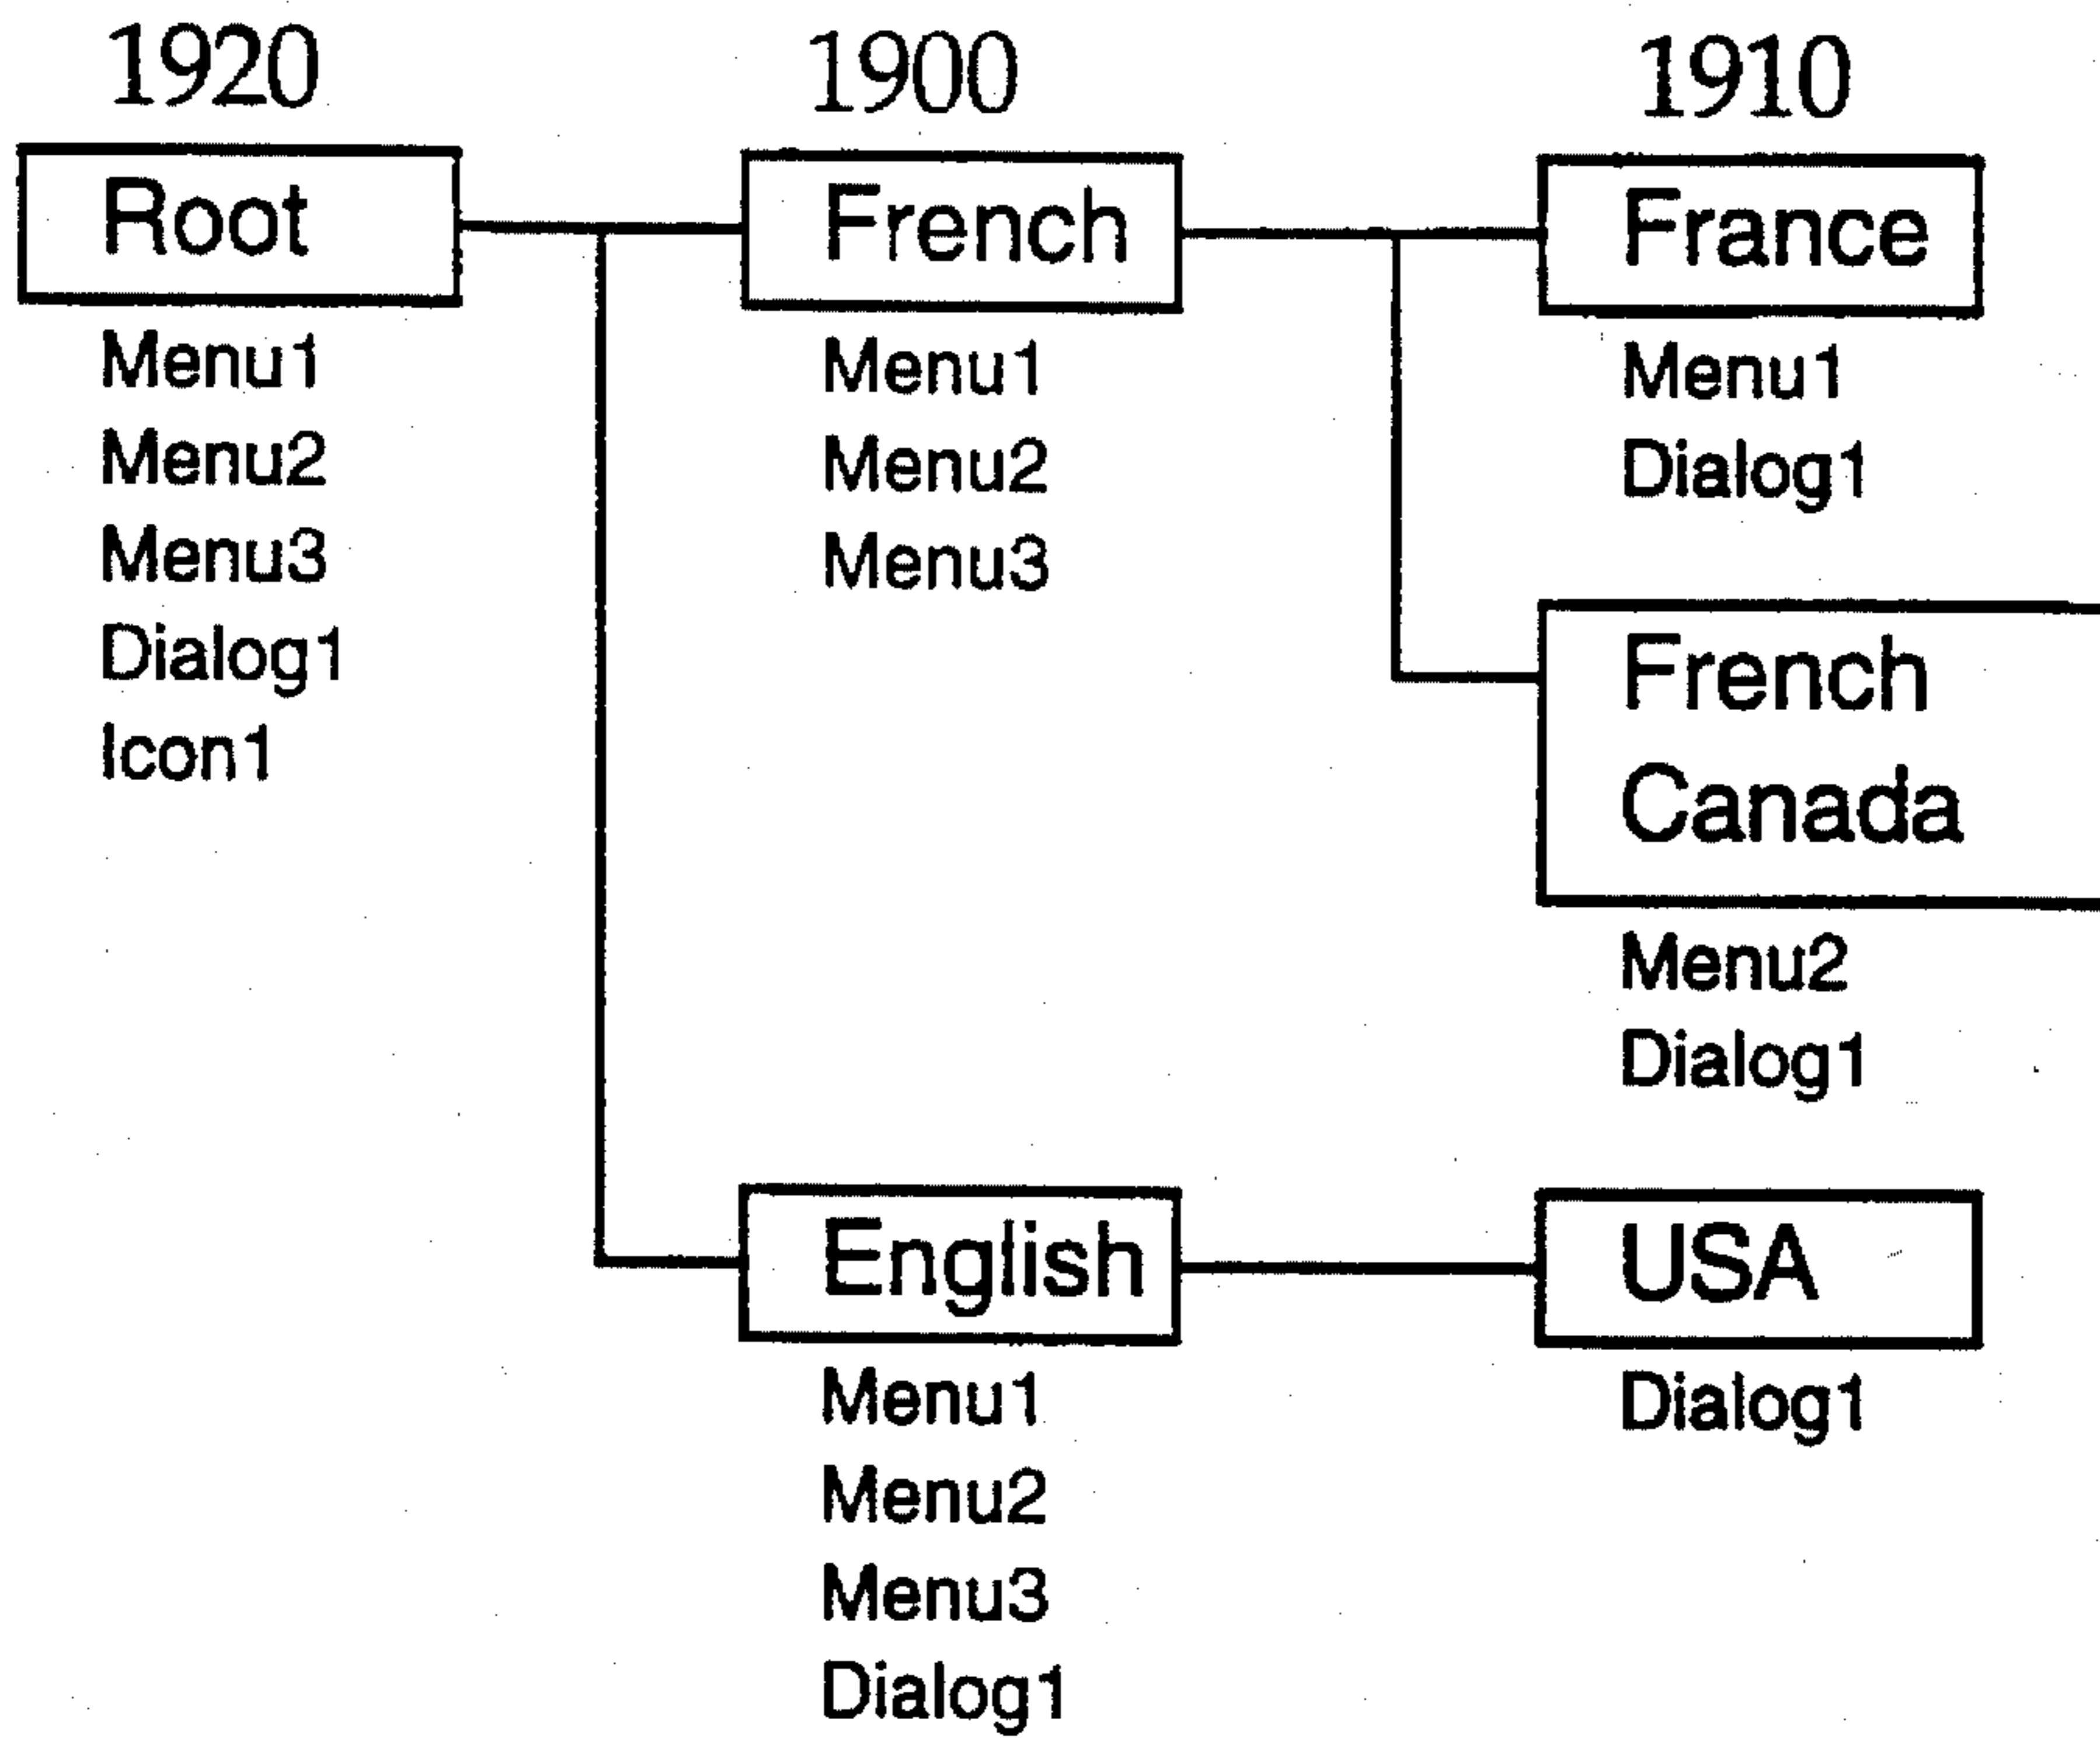 1920
1900
1910
Root
French
France
Menu1
Menu2
Menu3
Dialog1
Icon1
Menu1
Menu2
Menu3
Menu1
Dialog1
French
Canada
Menu2
Dialog1
English
USA
Menu1
Menu2
Menu3
Dialog1
Dialog1